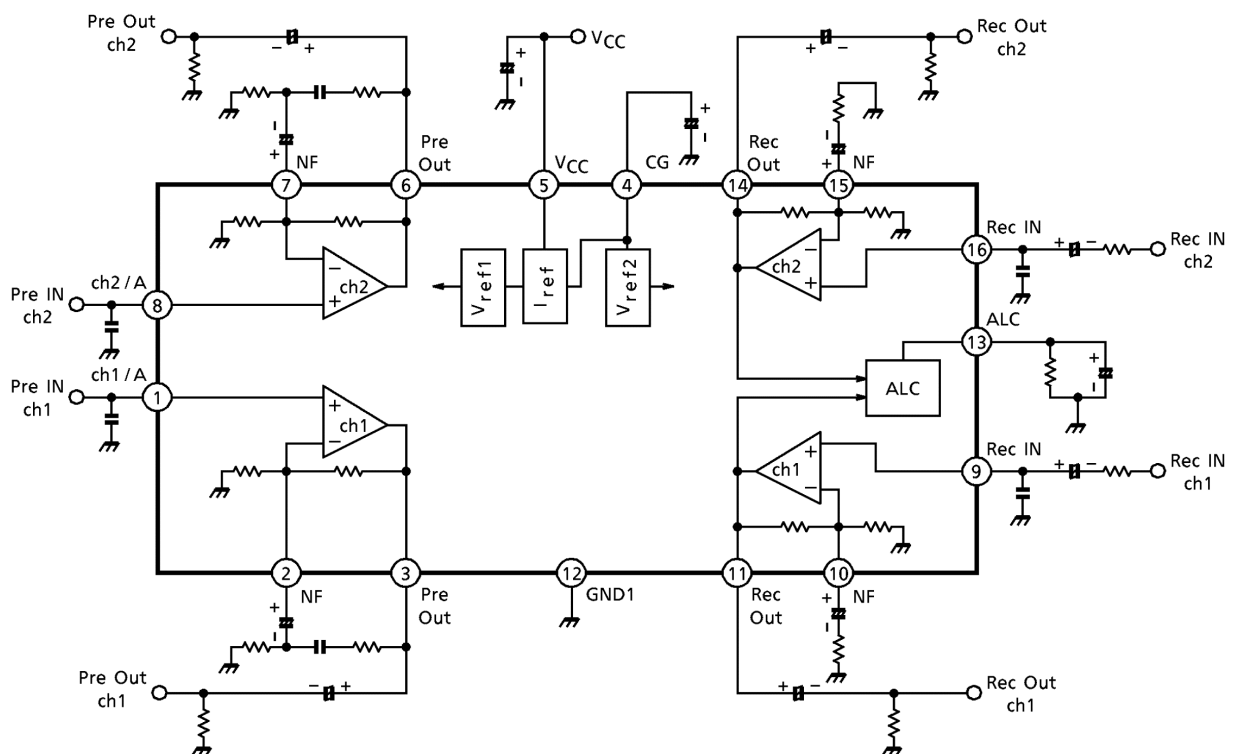 Pre Out
ch2
− +
+
−
VCC
+ −
Rec Out
ch2
+
−
−
+
NF
Pre
Out
VCC
CG
Rec
Out
−
+
NF
7
6
5
4
14
15
Rec IN
16
+ −
Rec IN
ch2
ch2/A
Pre IN
ch2
8
−
+
ch2
Vref1
Iref
Vref2
ch2
−
+
ALC
13
+
−
ch1/A
Pre IN
ch1
1
+
−
ch1
ALC
ch1
+
−
Rec IN
9
+ −
Rec IN
ch1
2
3
12
11
10
NF
+
−
Pre
Out
GND1
Rec
Out
+
−
NF
Pre Out
ch1
− +
+ −
Rec Out
ch1